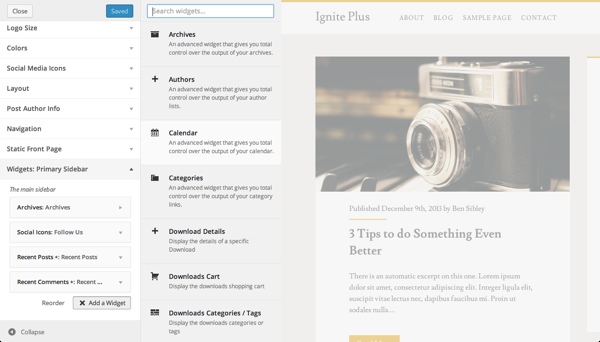 Close
Saved
Logo Size
Colors
Social Media Icons
Layout
Post Author Info
Navigation
Static Front Page
Widgets: Primary Sidebar
The main sidebar
Archives: Archives
Social Icons: Follow Us
Recent Posts +: Recent Posts
Recent Comments +: Recent ...
Reorder
Add a Widget
Collapse
Search widgets...
Archives
An advanced widget that gives you total
control over the output of your archives.
Authors
An advanced widget that gives you total
control over the output of your author
lists.
Calendar
An advanced widget that gives you total
control over the output of your calendar.
Categories
An advanced widget that gives you total
control over the output of your category
links.
Download Details
Display the details of a specific
Download
Downloads Cart
Display the downloads shopping cart
Downloads Categories / Tags
Display the downloads categories or
tags
Ignite Plus
ABOUT BLOG SAMPLE PAGE CONTACT
Published December 9th, 2013 by Ben Sibley
3 Tips to do Something Even
Better
There is an automatic excerpt on this one. Lorem ipsum
dolor sit amet, consectetur adipiscing elit. Integer ligula elit,
suscipit vitae lectus nec, dapibus faucibus mi. Proin ut
sodales nulla...